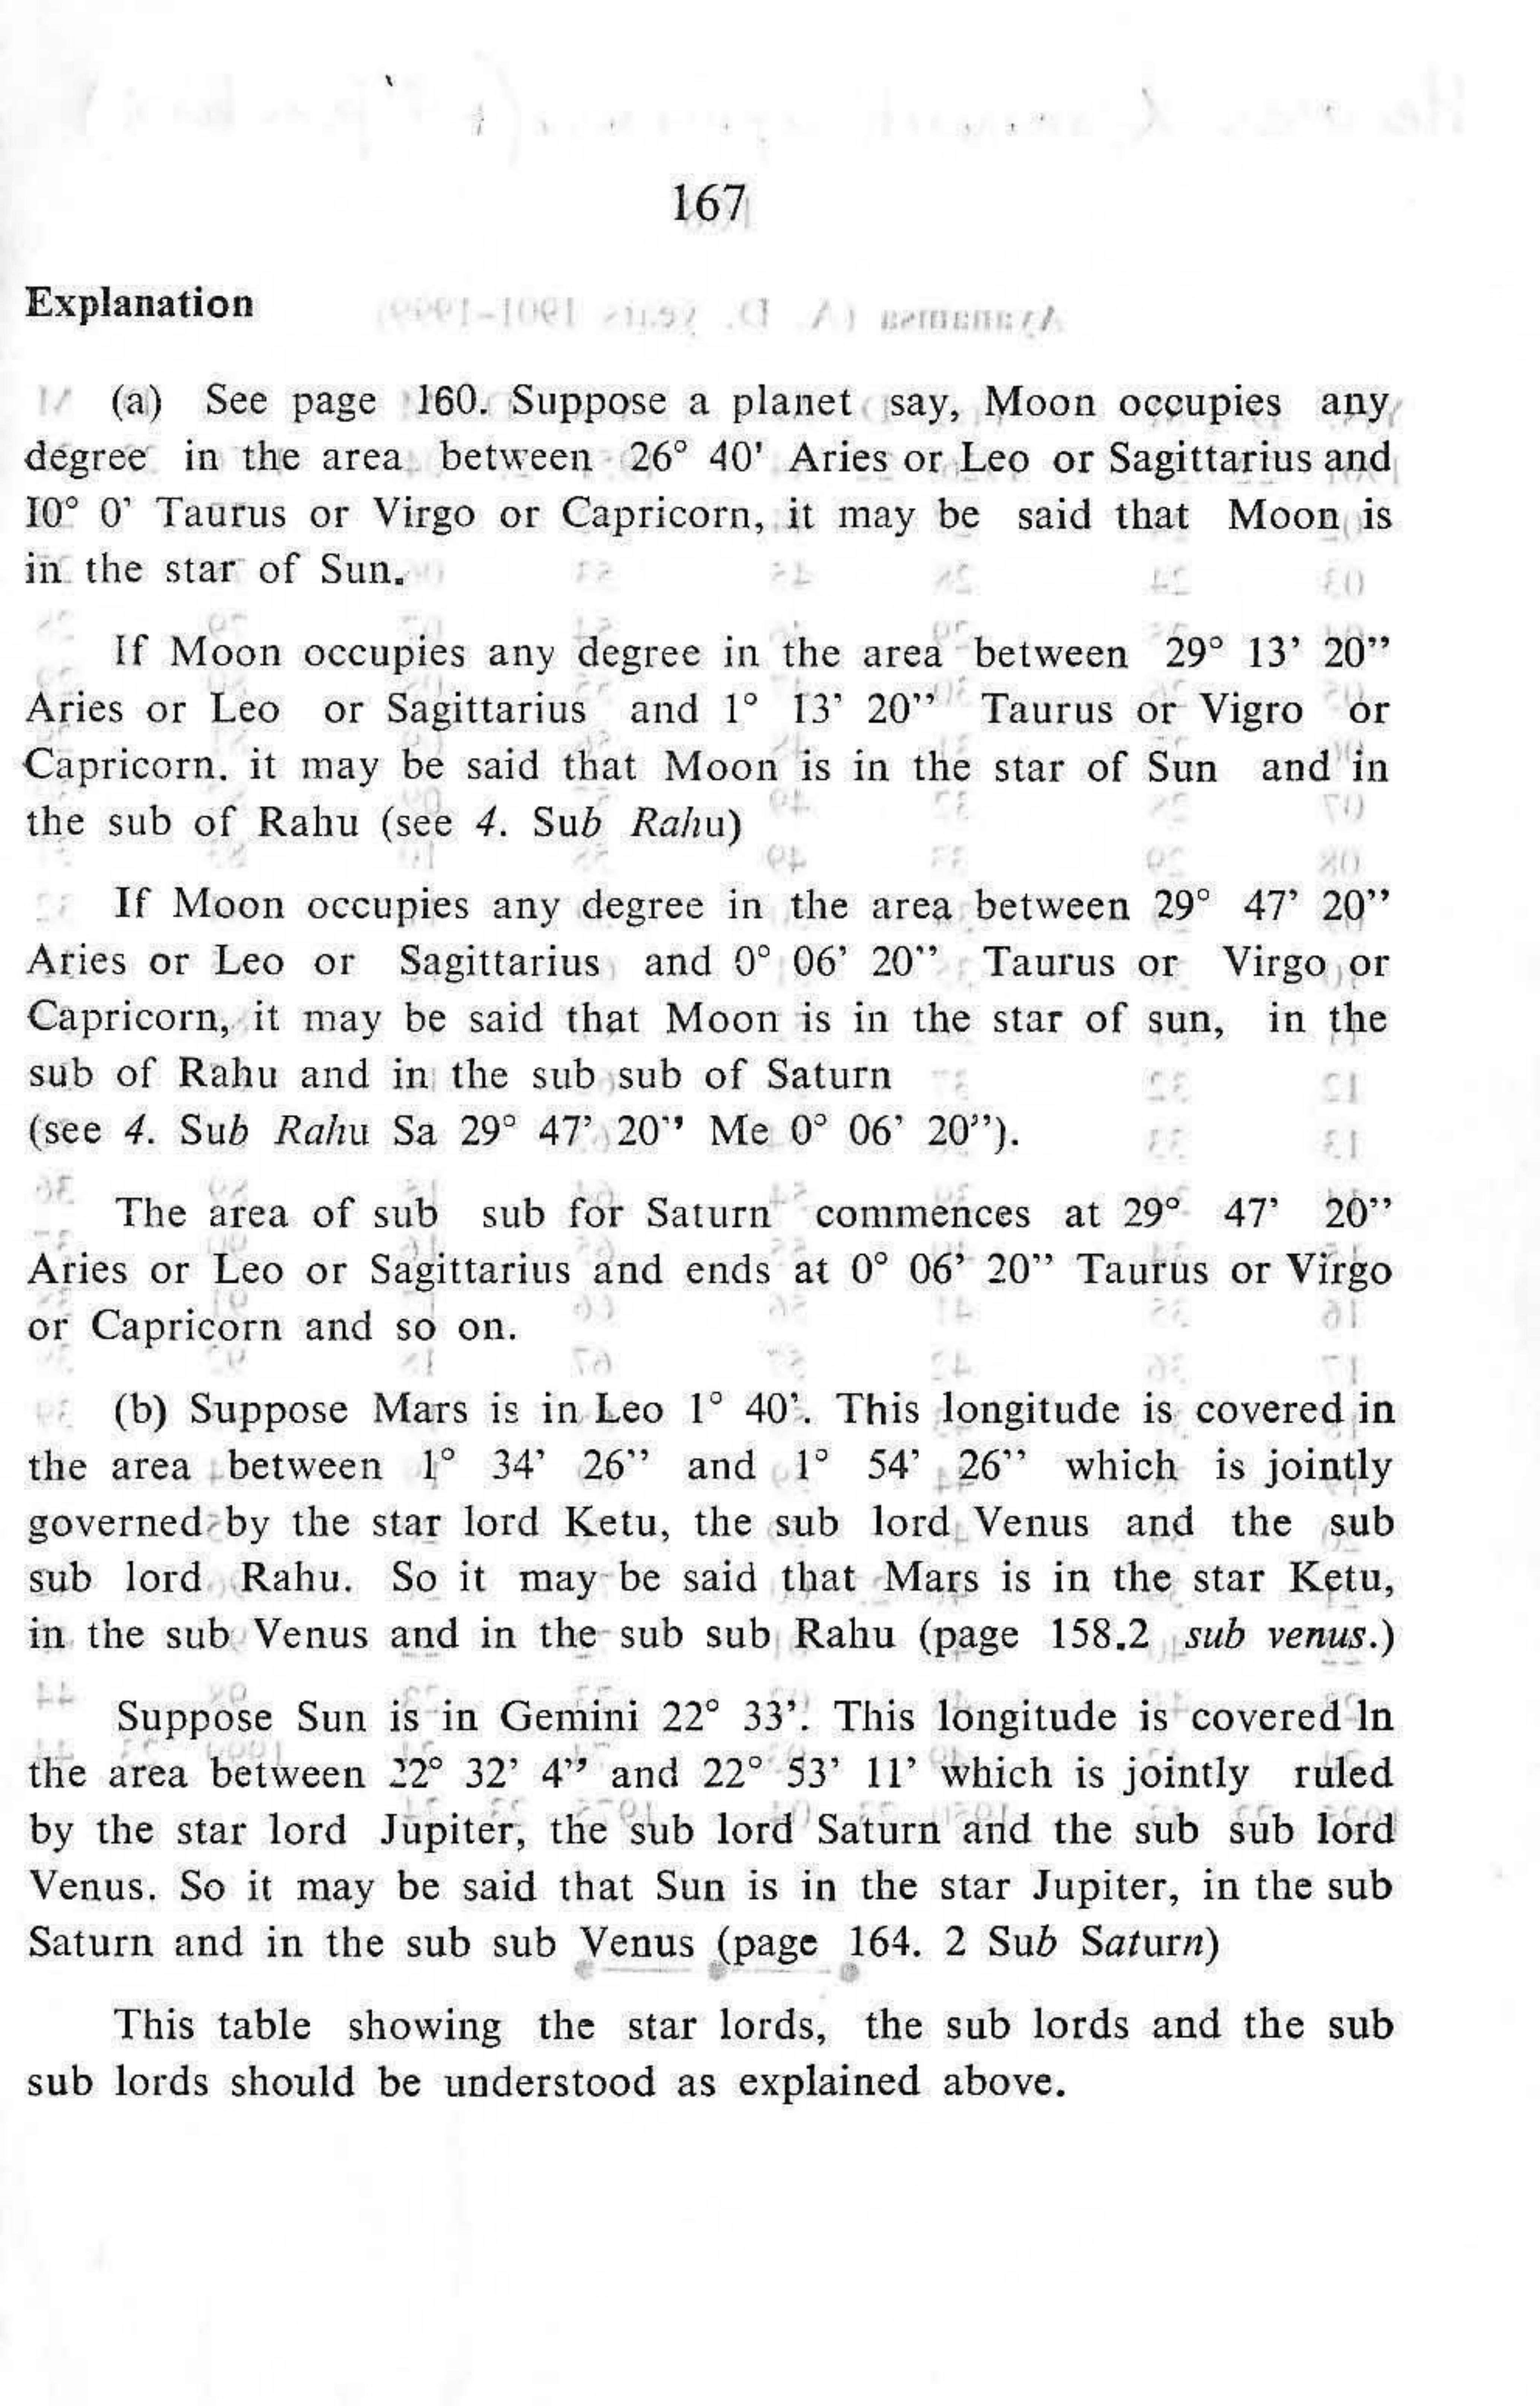 167
Explanation
(a) See page 160. Suppose a planet say, Moon occupies any
degree in the area between 26° 40' Aries or Leo or Sagittarius and
10° 0’ Taurus or Virgo or Capricorn, it may be said that Moon is
in the star of Sun.
If Moon occupies any degree in the area between 29° 13’ 20”
Aries or Leo or Sagittarius and 1° 13’ 20” Taurus or Vigro or
Capricorn. it may be said that Moon is in the star of Sun and in
the sub of Rahu (see 4. Sub Rahu)
If Moon occupies any degree in the area between 29° 47’ 20”
Aries or Leo or Sagittarius and 0° 06’ 20” Taurus or Virgo or
Capricorn, it may be said that Moon is in the star of sun, in the
sub of Rahu and in the sub sub of Saturn
(see 4. Sub Rahu Sa 29° 47’ 20” Me 0° 06’ 20”).
The area of sub sub for Saturn commences at 29° 47’ 20”
Aries or Leo or Sagittarius and ends at 0° 06’ 20” Taurus or Virgo
or Capricorn and so on.
(b) Suppose Mars is in Leo 1° 40’. This longitude is covered in
the area between 1° 34’ 26” and 1° 54’ 26” which is jointly
governed by the star lord Ketu, the sub lord Venus and the sub
sub lord Rahu. So it may be said that Mars is in the star Ketu,
in the sub Venus and in the sub sub Rahu (page 158.2 sub venus.)
Suppose Sun is in Gemini 22° 33’. This longitude is covered ln
the area between 22° 32’ 4” and 22° 53’ 11’ which is jointly ruled
by the star lord Jupiter, the sub lord Saturn and the sub sub lord
Venus. So it may be said that Sun is in the star Jupiter, in the sub
Saturn and in the sub sub Venus (page 164. 2 Sub Saturn)
This table showing the star lords, the sub lords and the sub
sub lords should be understood as explained above.